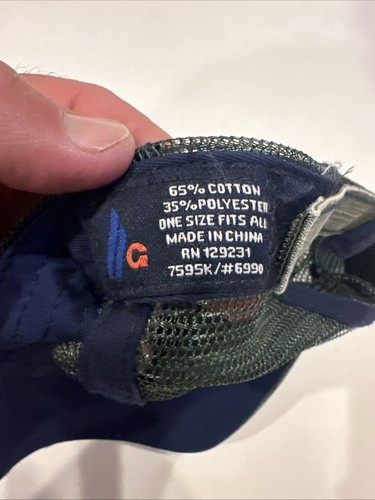 65% COTTON
35% POLYESTER
ONE SIZE FITS ALL
MADE IN CHINA
RN 129231
7595K/#6990